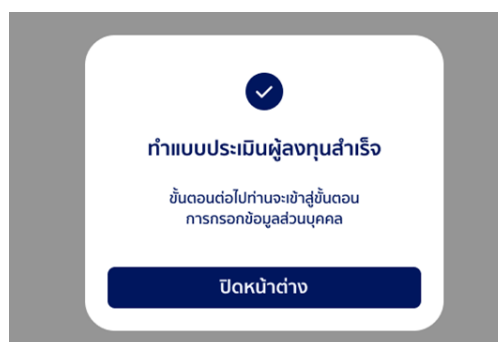 ทำแบบประเมินผู้ลงทุนสำเร็จ
ขั้นตอนต่อไปท่านจะเข้าสู่ขั้นตอน
การกรอกข้อมูลส่วนบุคคล
ปิดหน้าต่าง